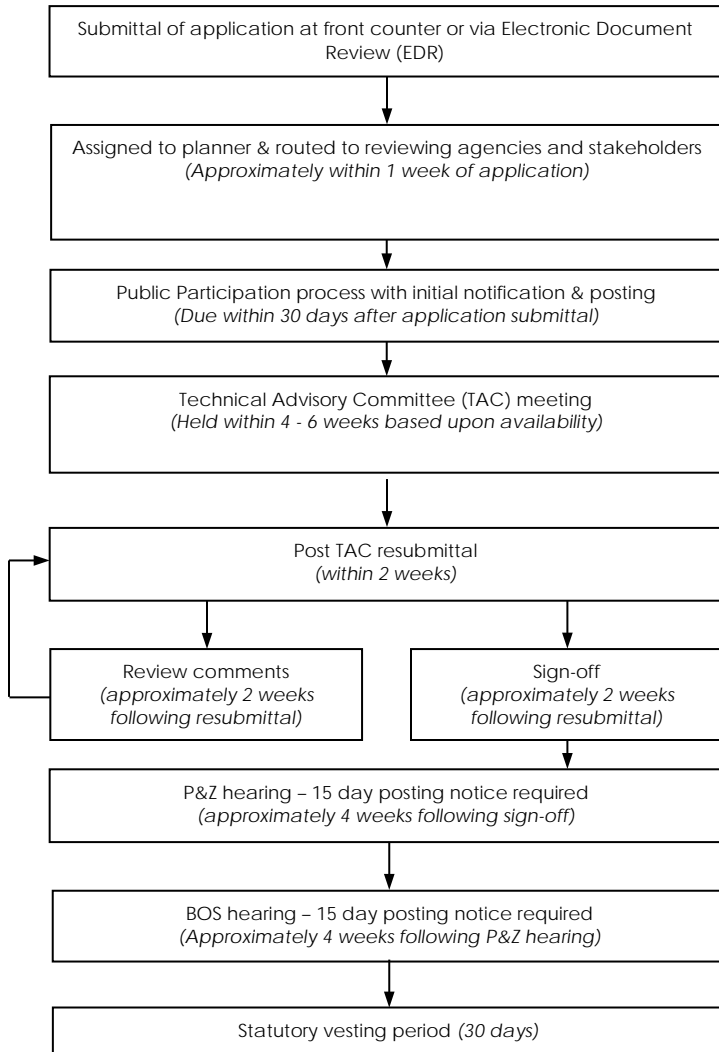 Submittal of application at front counter or via Electronic Document
Review (EDR)
Assigned to planner & routed to reviewing agencies and stakeholders
(Approximately within 1 week of application)
Public Participation process with initial notification & posting
(Due within 30 days after application submittal)
Technical Advisory Committee (TAC) meeting
(Held within 4 - 6 weeks based upon availability)
Post TAC resubmittal
(within 2 weeks)
Review comments
(approximately 2 weeks
following resubmittal)
Sign-off
(approximately 2 weeks
following resubmittal)
P&Z hearing – 15 day posting notice required
(approximately 4 weeks following sign-off)
BOS hearing – 15 day posting notice required
(Approximately 4 weeks following P&Z hearing)
Statutory vesting period (30 days)